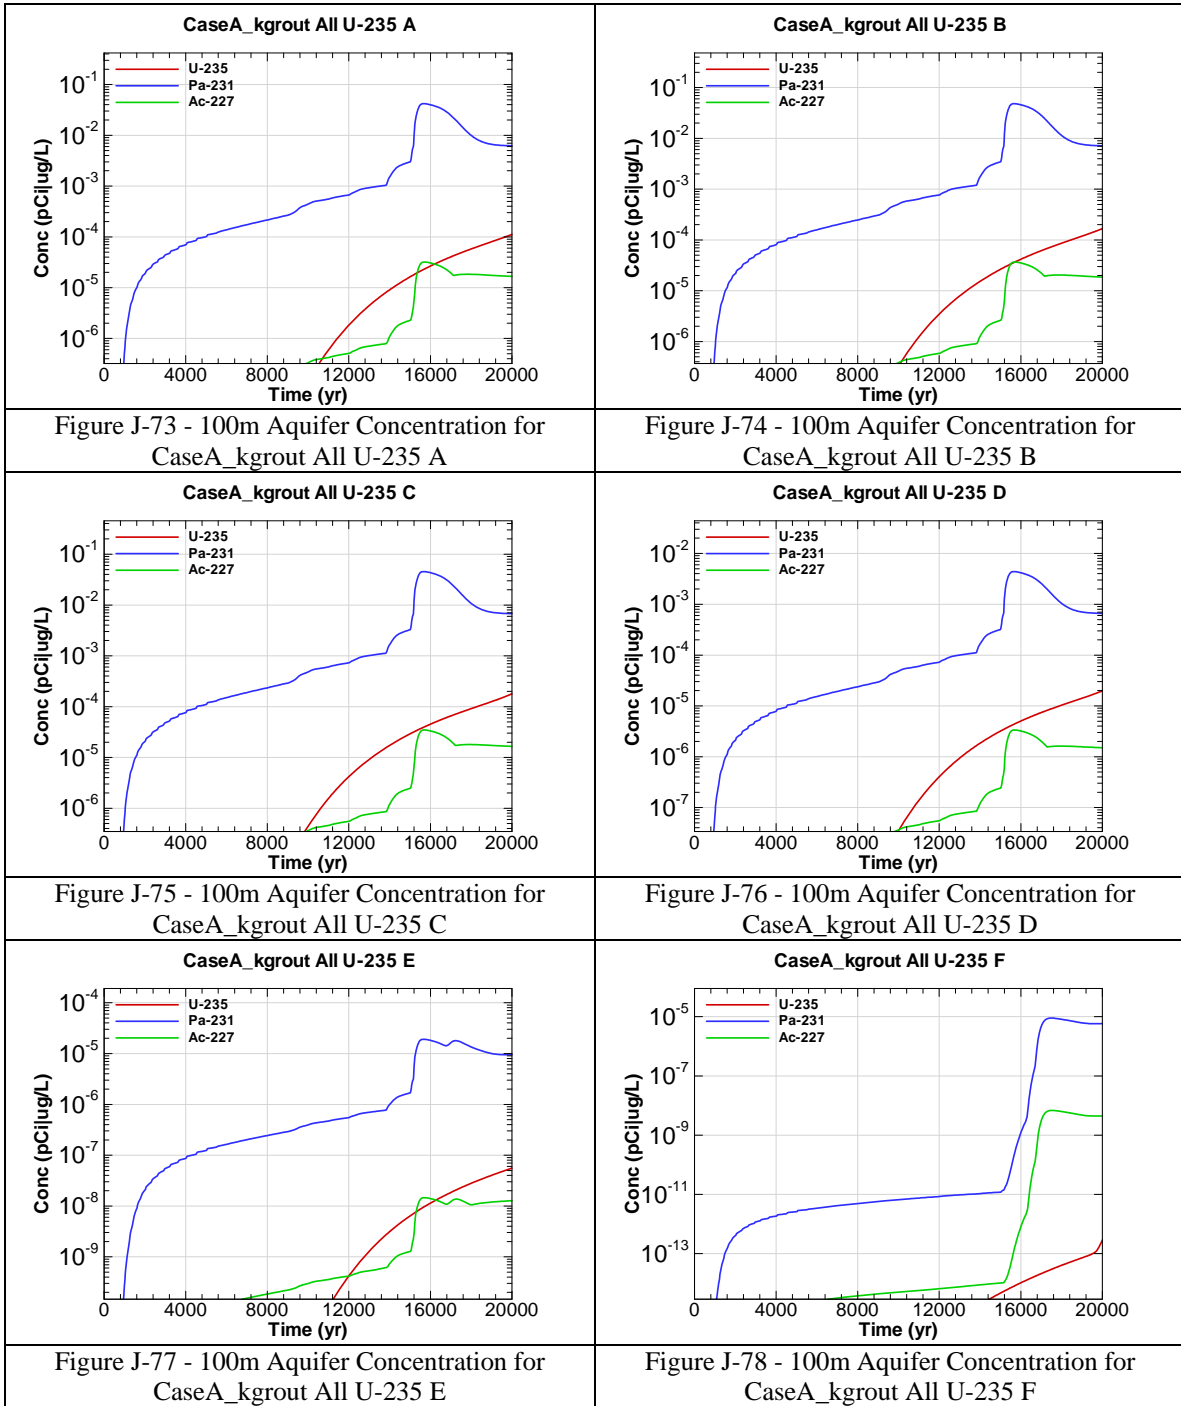 CaseA_kgrout All U-235 A
U-235
Pa-231
Ac-227
10^-1
10^-2
10^-3
10^-4
10^-5
10^-6
Conc (pCi|ug/L)
0 4000 8000 12000 16000 20000
Time (yr)
Figure J-73 - 100m Aquifer Concentration for
CaseA_kgrout All U-235 A
CaseA_kgrout All U-235 B
U-235
Pa-231
Ac-227
10^-1
10^-2
10^-3
10^-4
10^-5
10^-6
Conc (pCi|ug/L)
0 4000 8000 12000 16000 20000
Time (yr)
Figure J-74 - 100m Aquifer Concentration for
CaseA_kgrout All U-235 B
CaseA_kgrout All U-235 C
U-235
Pa-231
Ac-227
10^-1
10^-2
10^-3
10^-4
10^-5
10^-6
Conc (pCi|ug/L)
0 4000 8000 12000 16000 20000
Time (yr)
Figure J-75 - 100m Aquifer Concentration for
CaseA_kgrout All U-235 C
CaseA_kgrout All U-235 D
U-235
Pa-231
Ac-227
10^-2
10^-3
10^-4
10^-5
10^-6
10^-7
Conc (pCi|ug/L)
0 4000 8000 12000 16000 20000
Time (yr)
Figure J-76 - 100m Aquifer Concentration for
CaseA_kgrout All U-235 D
CaseA_kgrout All U-235 E
U-235
Pa-231
Ac-227
10^-4
10^-5
10^-6
10^-7
10^-8
10^-9
Conc (pCi|ug/L)
0 4000 8000 12000 16000 20000
Time (yr)
Figure J-77 - 100m Aquifer Concentration for
CaseA_kgrout All U-235 E
CaseA_kgrout All U-235 F
U-235
Pa-231
Ac-227
10^-5
10^-7
10^-9
10^-11
10^-13
Conc (pCi|ug/L)
0 4000 8000 12000 16000 20000
Time (yr)
Figure J-78 - 100m Aquifer Concentration for
CaseA_kgrout All U-235 F